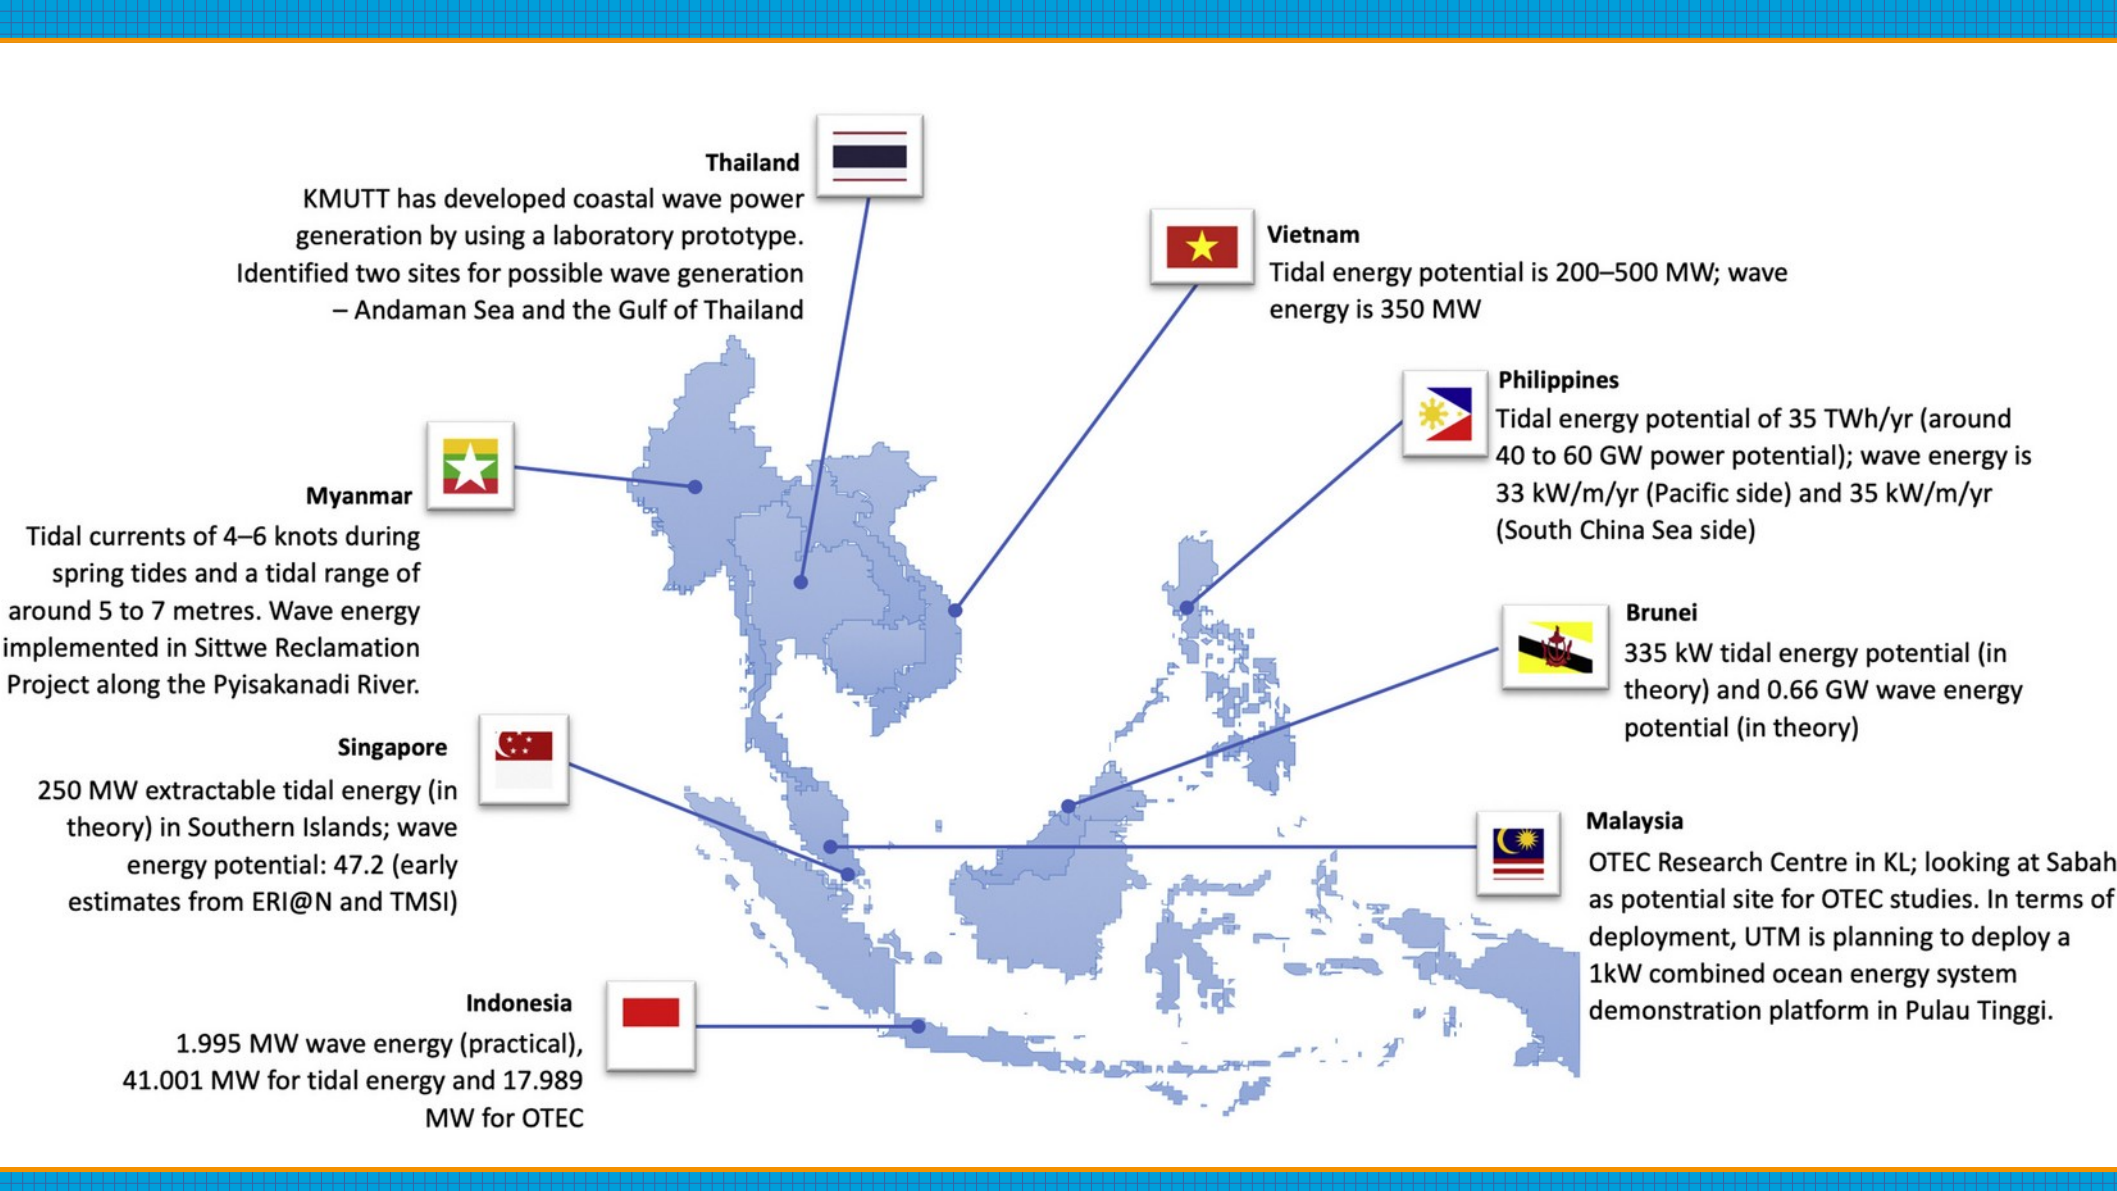 Thailand
KMUTT has developed coastal wave power
generation by using a laboratory prototype.
Identified two sites for possible wave generation
– Andaman Sea and the Gulf of Thailand
Vietnam
Tidal energy potential is 200–500 MW; wave
energy is 350 MW
Philippines
Tidal energy potential of 35 TWh/yr (around
40 to 60 GW power potential); wave energy is
33 kW/m/yr (Pacific side) and 35 kW/m/yr
(South China Sea side)
Myanmar
Tidal currents of 4–6 knots during
spring tides and a tidal range of
around 5 to 7 metres. Wave energy
implemented in Sittwe Reclamation
Project along the Pyisakanadi River.
Brunei
335 kW tidal energy potential (in
theory) and 0.66 GW wave energy
potential (in theory)
Singapore
250 MW extractable tidal energy (in
theory) in Southern Islands; wave
energy potential: 47.2 (early
estimates from ERI@N and TMSI)
Malaysia
OTEC Research Centre in KL; looking at Sabah
as potential site for OTEC studies. In terms of
deployment, UTM is planning to deploy a
1kW combined ocean energy system
demonstration platform in Pulau Tinggi.
Indonesia
1.995 MW wave energy (practical),
41.001 MW for tidal energy and 17.989
MW for OTEC